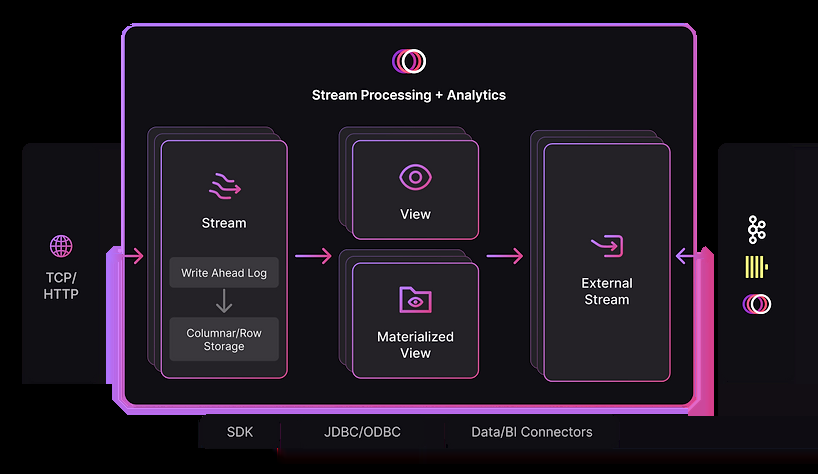 Stream Processing + Analytics
TCP/
HTTP
Stream
Write Ahead Log
Columnar/Row
Storage
View
Materialized
View
External
Stream
SDK
JDBC/ODBC
Data/BI Connectors